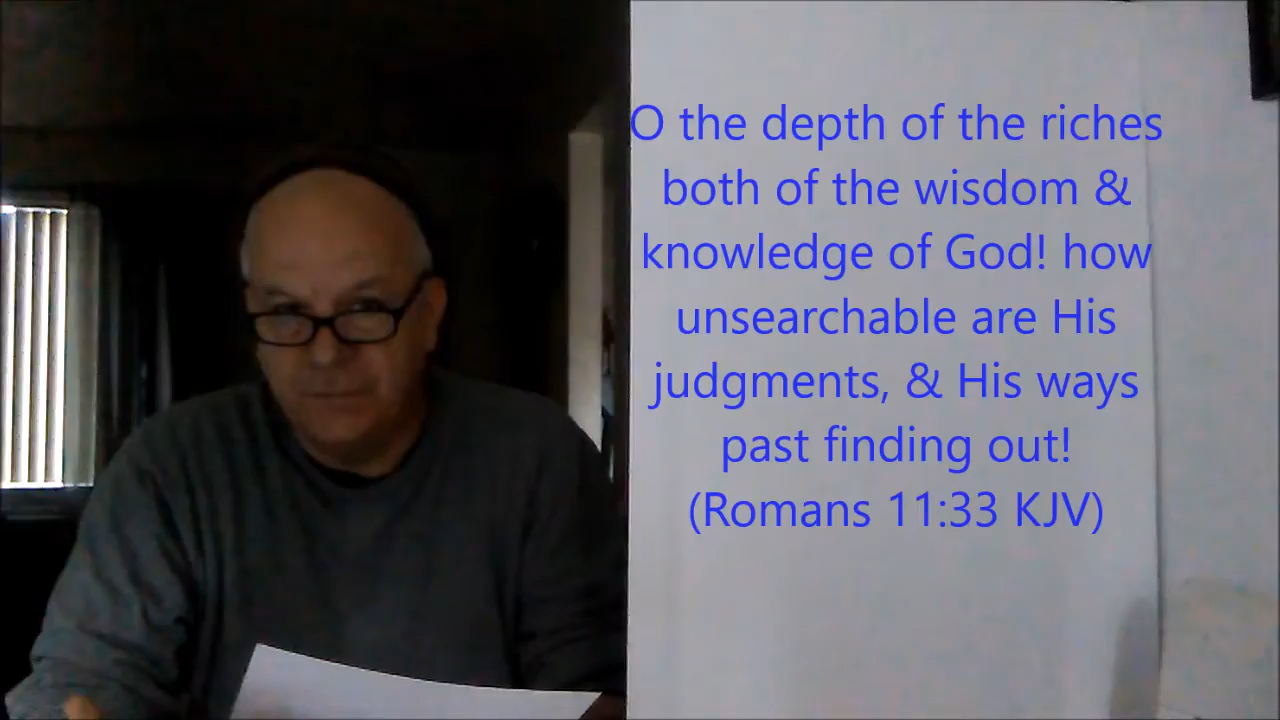 O the depth of the riches
both of the wisdom &
knowledge of God! how
unsearchable are His
judgments, & His ways
past finding out!
(Romans 11:33 KJV)